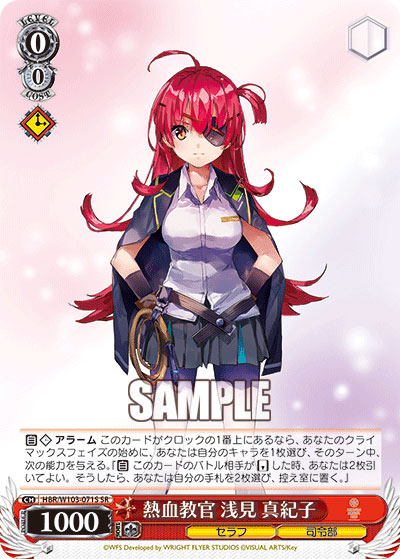 LEVEL
0
0
COST
SAMPLE
【自】アラーム このカードがクロックの1番上にあるなら、あなたのクライ
マックスフェイズの始めに、あなたは自分のキャラを1枚選び、そのターン中、
次の能力を与える。『【自】このカードのバトル相手が【リバース】した時、あなたは2枚引
いてよい。そうしたら、あなたは自分の手札を2枚選び、控え室に置く。』
CH HBR/W103-071S SR
1000
熱血教官 浅見 真紀子
セラフ
司令部
©WFS Developed by WRIGHT FLYER STUDIOS ©VISUAL ARTS/Key